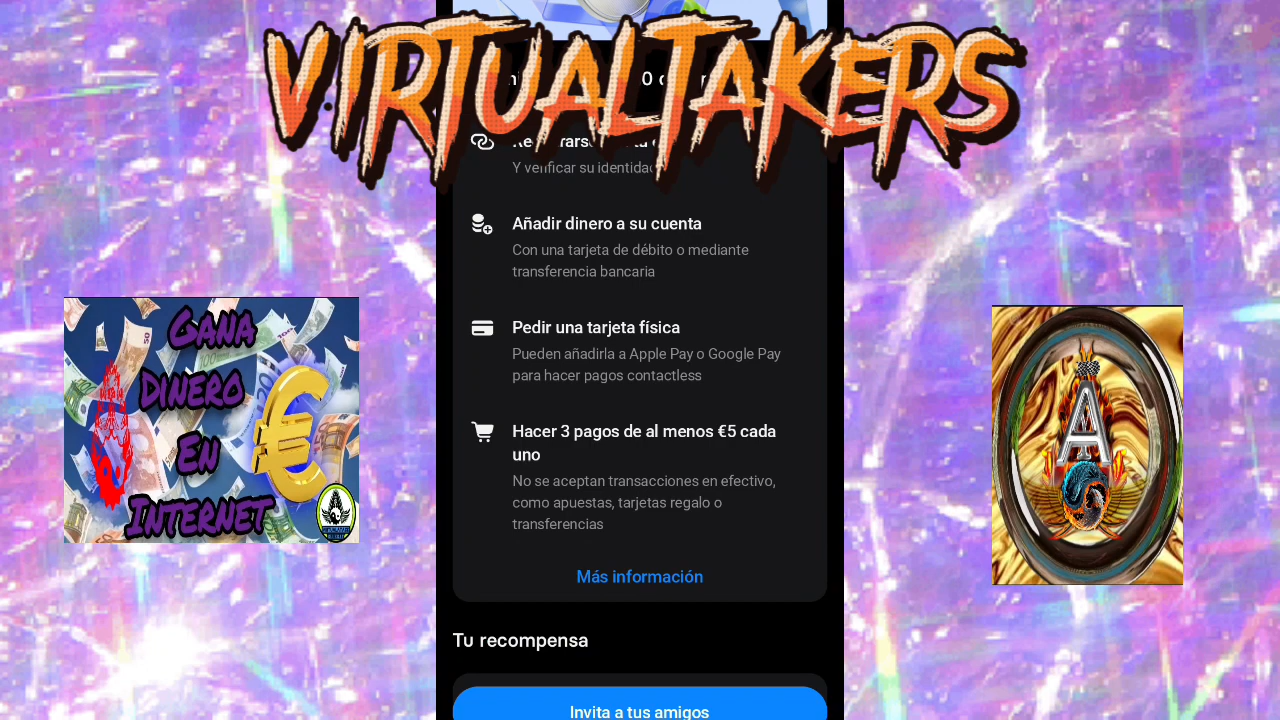 VIRTUALTAKERS
Y verificar su identidad
Añadir dinero a su cuenta
Con una tarjeta de débito o mediante
transferencia bancaria
Pedir una tarjeta física
Pueden añadirla a Apple Pay o Google Pay
para hacer pagos contactless
Hacer 3 pagos de al menos €5 cada
uno
No se aceptan transacciones en efectivo,
como apuestas, tarjetas regalo o
transferencias
Más información
Tu recompensa
Invita a tus amigos
GANA
DINERO
EN
INTERNET
A